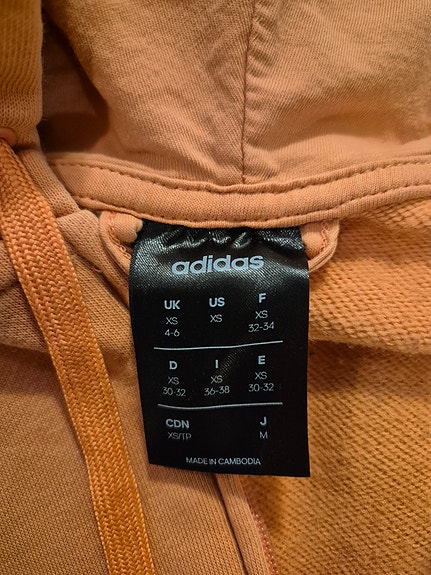 adidas
UK US F
XS XS XS
4-6 32-34
D I E
XS XS XS
30-32 36-38 30-32
CDN J
XS/TP M
MADE IN CAMBODIA